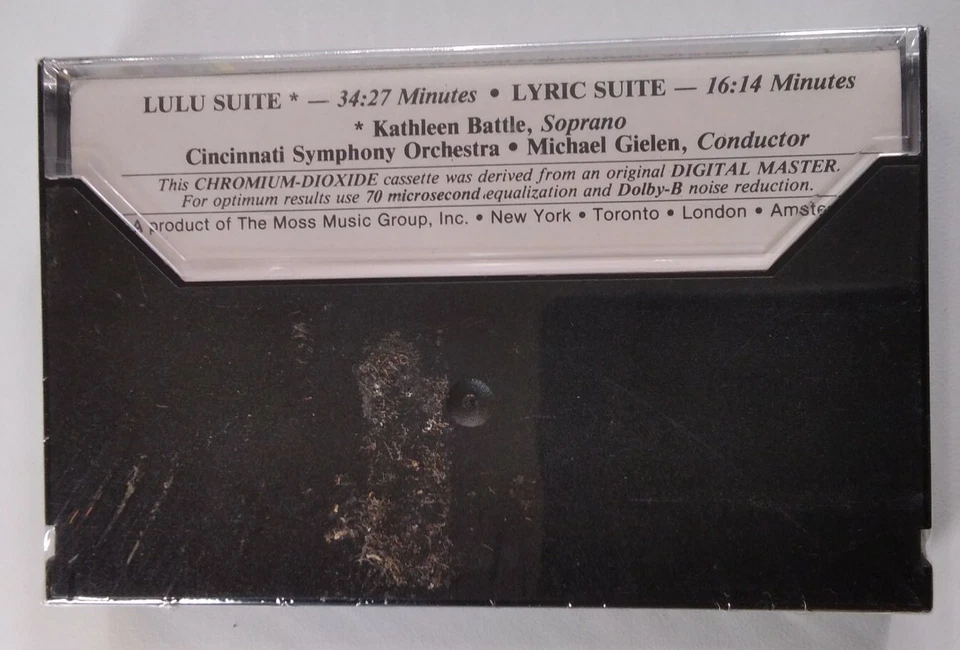 LULU SUITE * — 34:27 Minutes • LYRIC SUITE — 16:14 Minutes
* Kathleen Battle, Soprano
Cincinnati Symphony Orchestra • Michael Gielen, Conductor
This CHROMIUM-DIOXIDE cassette was derived from an original DIGITAL MASTER.
For optimum results use 70 microsecond equalization and Dolby-B noise reduction.
A product of The Moss Music Group, Inc. • New York • Toronto • London • Amste